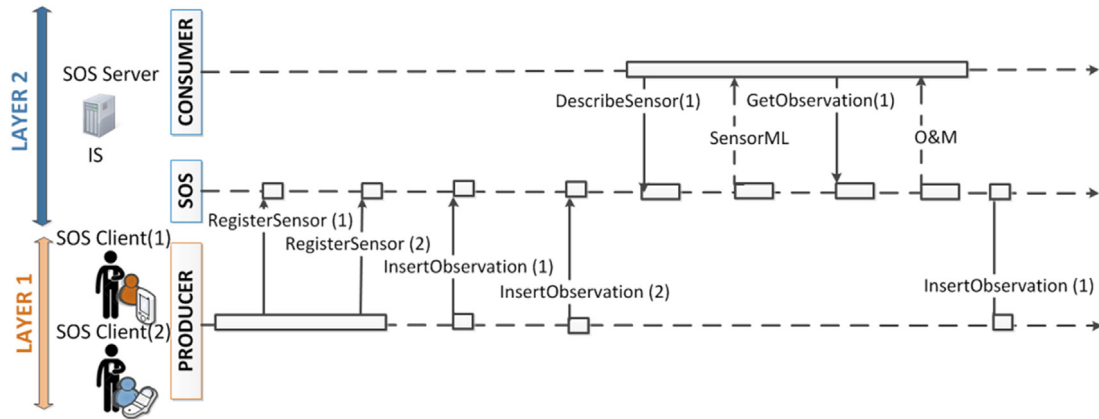 LAYER 2
SOS Server
IS
CONSUMER
DescribeSensor(1)
GetObservation(1)
SensorML
O&M
SOS
RegisterSensor (1)
RegisterSensor (2)
InsertObservation (1)
InsertObservation (2)
InsertObservation (1)
LAYER 1
SOS Client(1)
SOS Client(2)
PRODUCER